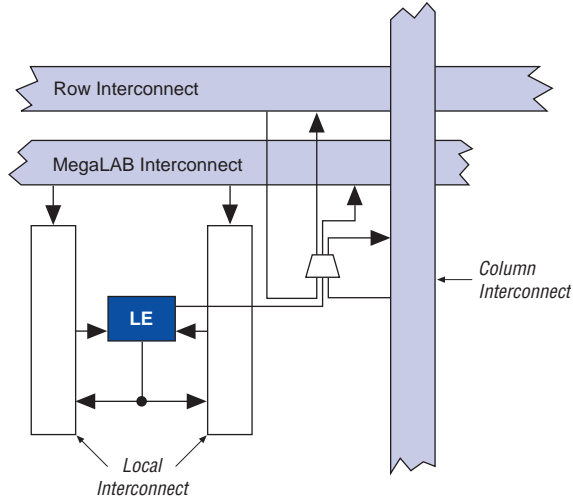 Row Interconnect
MegaLAB Interconnect
Column
Interconnect
LE
Local
Interconnect